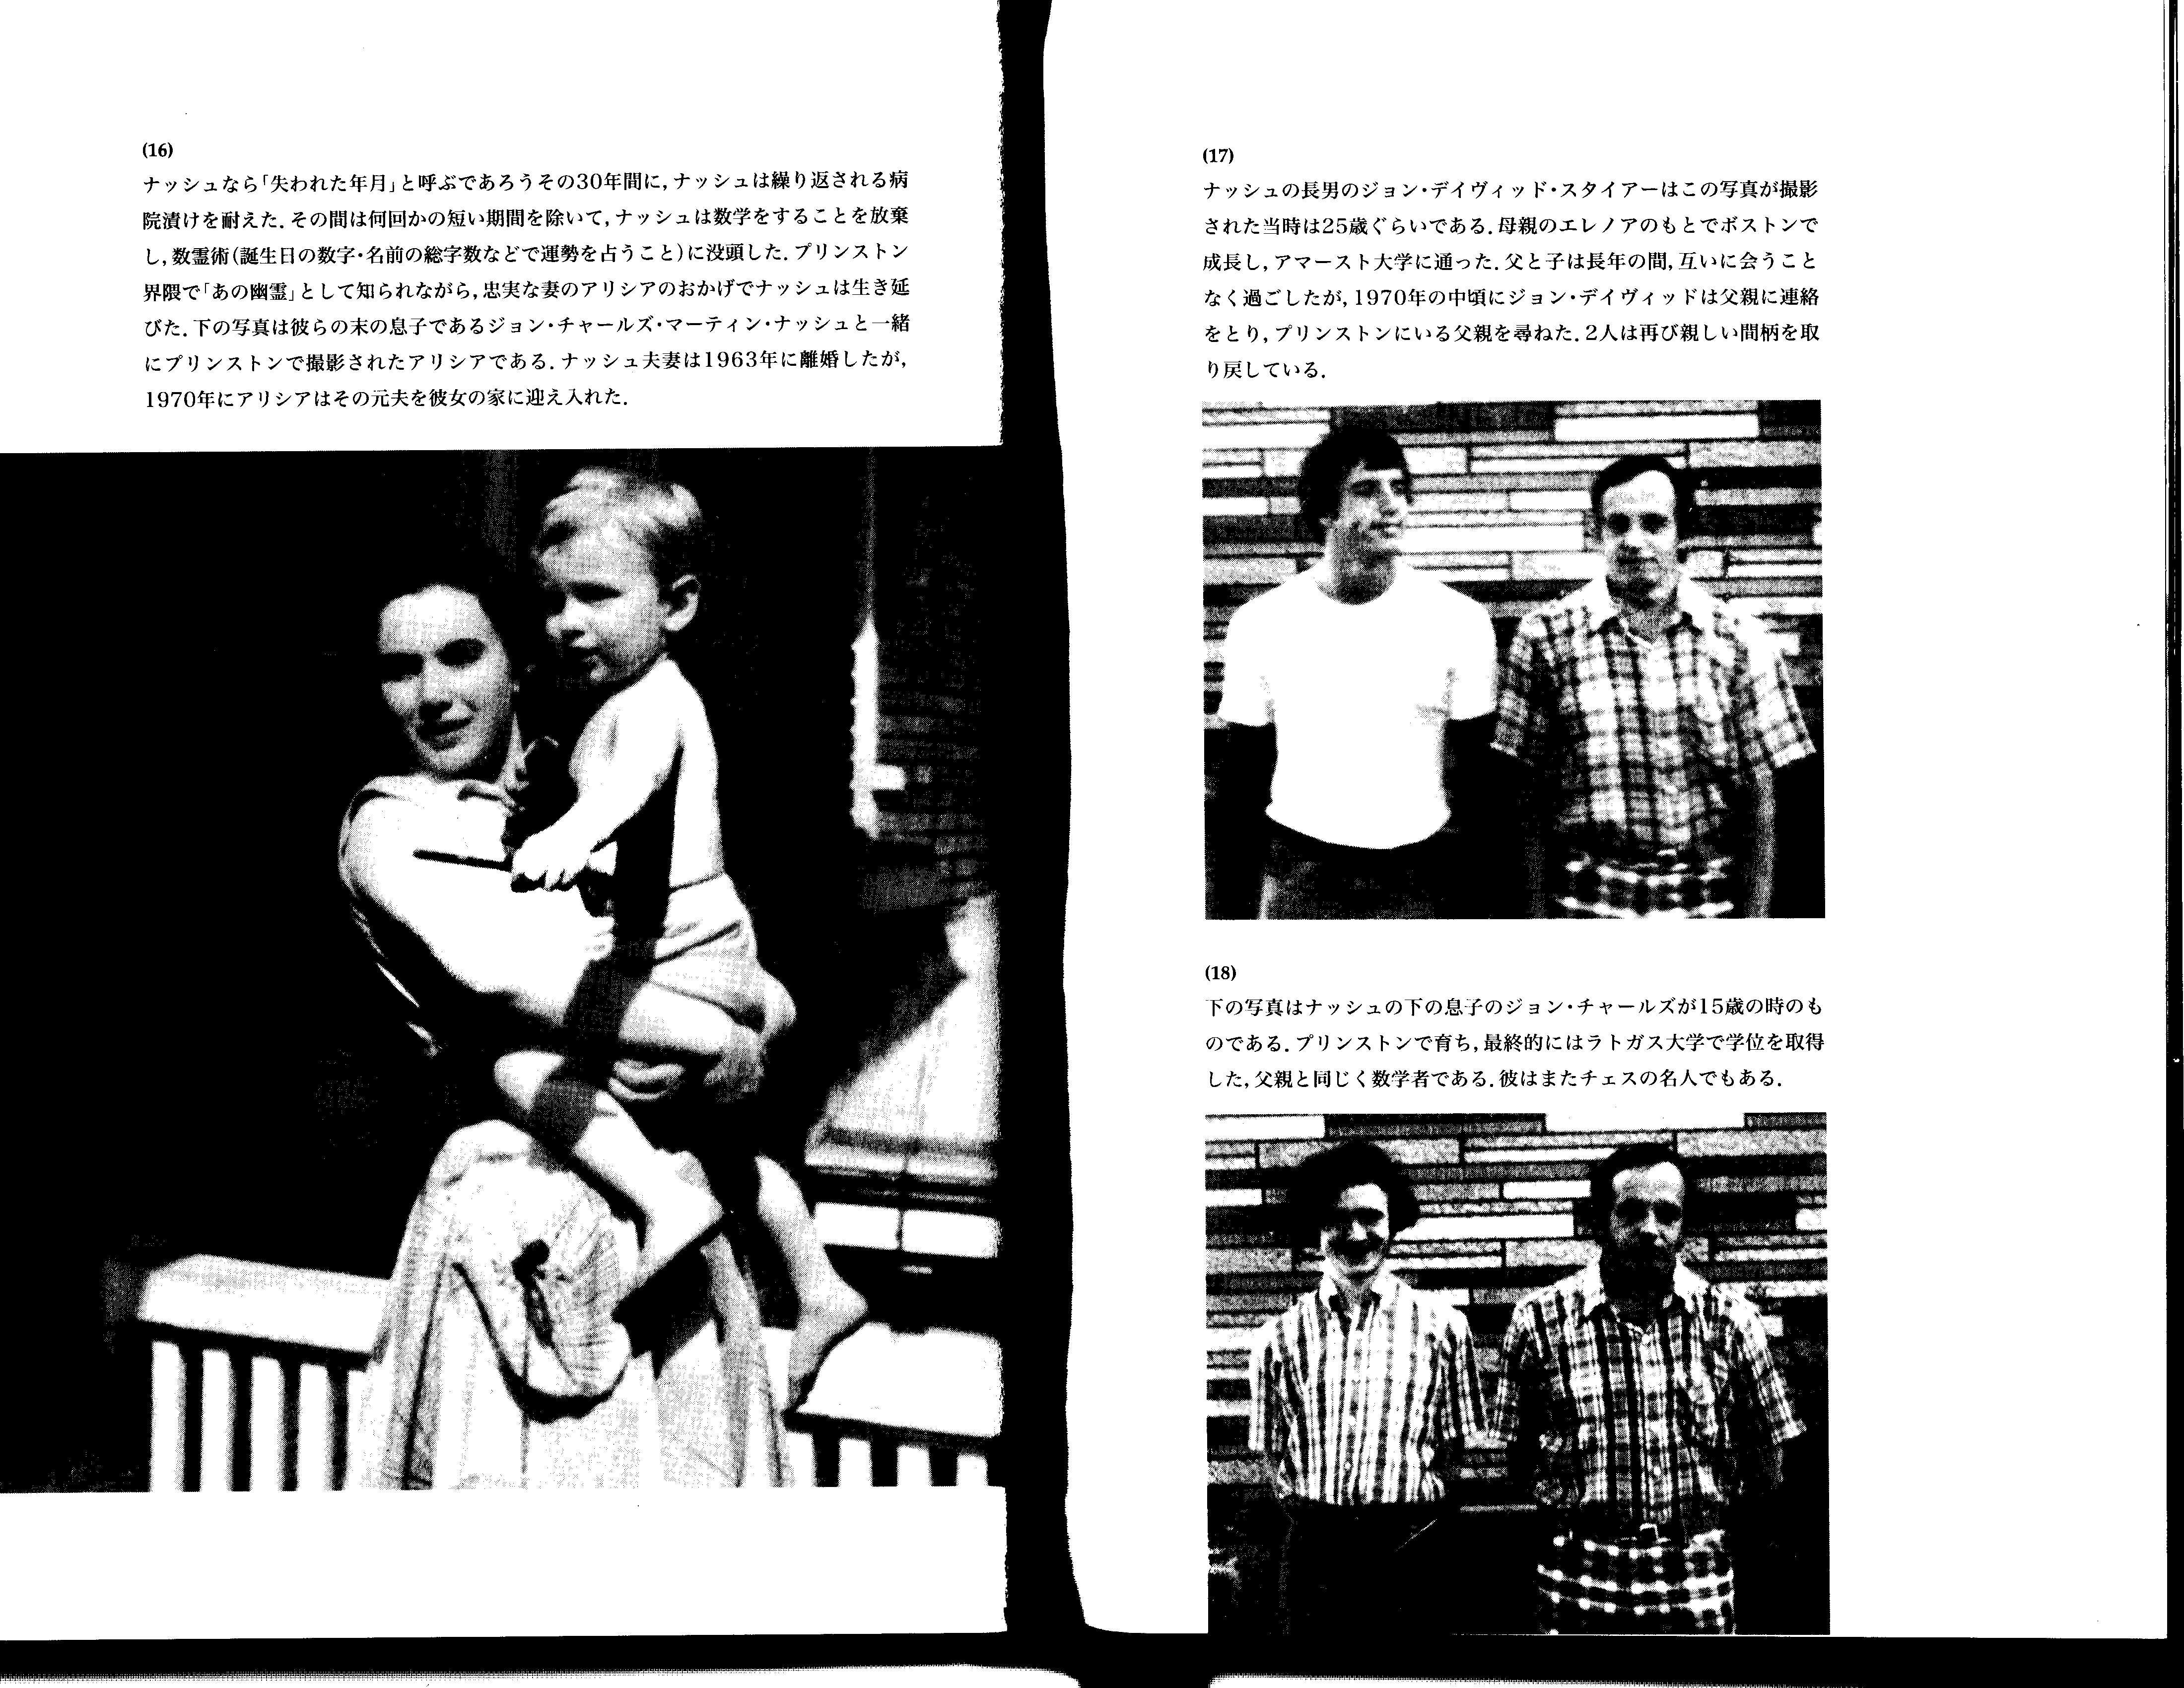 (16)
ナッシュなら「失われた年月」と呼ぶであろうその30年間に,ナッシュは繰り返される病
院漬けを耐えた.その間は何回かの短い期間を除いて,ナッシュは数学をすることを放棄
し,数霊術(誕生日の数字・名前の総字数などで運勢を占うこと)に没頭した.プリンストン
界隈で「あの幽霊」として知られながら,忠実な妻のアリシアのおかげでナッシュは生き延
びた.下の写真は彼らの末の息子であるジョン・チャールズ・マーティン・ナッシュと一緒
にプリンストンで撮影されたアリシアである.ナッシュ夫妻は1963年に離婚したが,
1970年にアリシアはその元夫を彼女の家に迎え入れた.
(17)
ナッシュの長男のジョン・デイヴィッド・スタイアーはこの写真が撮影
された当時は25歳ぐらいである.母親のエレノアのもとでボストンで
成長し,アマースト大学に通った.父と子は長年の間,互いに会うこと
なく過ごしたが,1970年の中頃にジョン・デイヴィッドは父親に連絡
をとり,プリンストンにいる父親を尋ねた.2人は再び親しい間柄を取
り戻している.
(18)
下の写真はナッシュの下の息子のジョン・チャールズが15歳の時のも
のである.プリンストンで育ち,最終的にはラトガス大学で学位を取得
した,父親と同じく数学者である.彼はまたチェスの名人でもある.